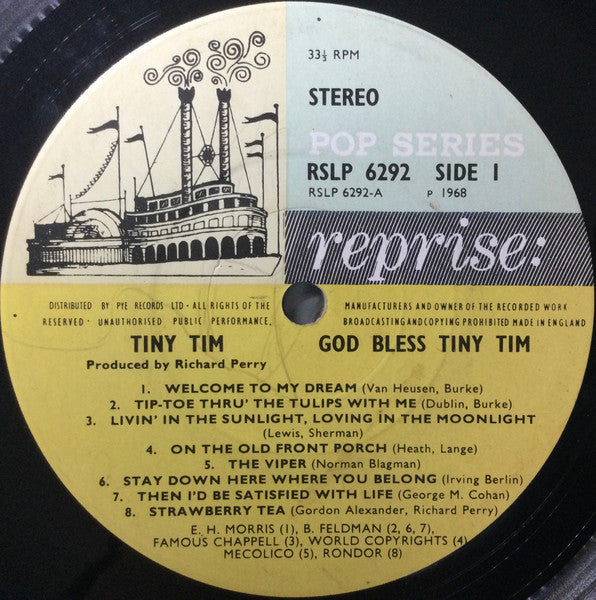 33⅓ RPM
STEREO
POP SERIES
RSLP 6292 SIDE 1
RSLP 6292-A P 1968
reprise:
DISTRIBUTED BY PYE RECORDS LTD · ALL RIGHTS OF THE
RESERVED · UNAUTHORISED PUBLIC PERFORMANCE,
MANUFACTURERS AND OWNER OF THE RECORDED WORK
BROADCASTING AND COPYING PROHIBITED MADE IN ENGLAND
TINY TIM
Produced by Richard Perry
GOD BLESS TINY TIM
1. WELCOME TO MY DREAM (Van Heusen, Burke)
2. TIP-TOE THRU' THE TULIPS WITH ME (Dublin, Burke)
3. LIVIN' IN THE SUNLIGHT, LOVING IN THE MOONLIGHT
(Lewis, Sherman)
4. ON THE OLD FRONT PORCH (Heath, Lange)
5. THE VIPER (Norman Blagman)
6. STAY DOWN HERE WHERE YOU BELONG (Irving Berlin)
7. THEN I'D BE SATISFIED WITH LIFE (George M. Cohan)
8. STRAWBERRY TEA (Gordon Alexander, Richard Perry)
E. H. MORRIS (1), B. FELDMAN (2, 6, 7),
FAMOUS CHAPPELL (3), WORLD COPYRIGHTS (4)
MECOLICO (5), RONDOR (8)